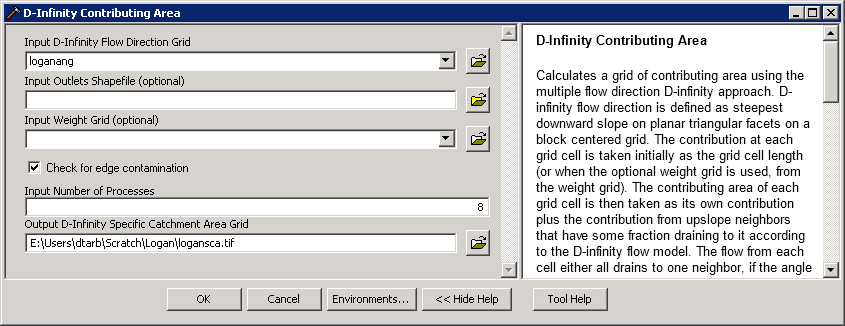 D-Infinity Contributing Area
Input D-Infinity Flow Direction Grid
loganang
Input Outlets Shapefile (optional)
Input Weight Grid (optional)
Check for edge contamination
Input Number of Processes
8
Output D-Infinity Specific Catchment Area Grid
E:\Users\dtarb\Scratch\Logan\logansca.tif
OK
Cancel
Environments...
<< Hide Help
Tool Help
D-Infinity Contributing Area
Calculates a grid of contributing area using the
multiple flow direction D-infinity approach. D-
infinity flow direction is defined as steepest
downward slope on planar triangular facets on a
block centered grid. The contribution at each
grid cell is taken initially as the grid cell length
(or when the optional weight grid is used, from
the weight grid). The contributing area of each
grid cell is then taken as its own contribution
plus the contribution from upslope neighbors
that have some fraction draining to it according
to the D-infinity flow model. The flow from each
cell either all drains to one neighbor, if the angle